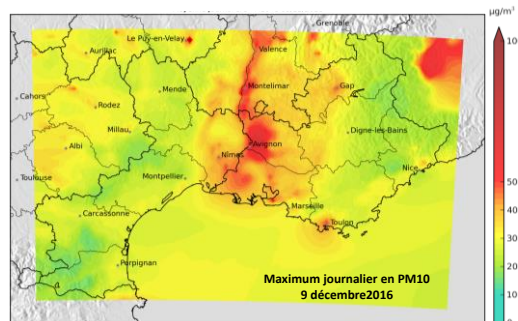 µg/m³
Grenoble
Le Puy-en-Velay
Aurillac
Valence
10
Cahors
Mende
Montelimar
Gap
Rodez
Millau
Digne-les-Bains
Albi
Avignon
Nîmes
Toulouse
Montpellier
Nice
50
Marseille
40
Carcassonne
Toulon
30
Perpignan
20
Maximum journalier en PM10
9 décembre2016
10
0